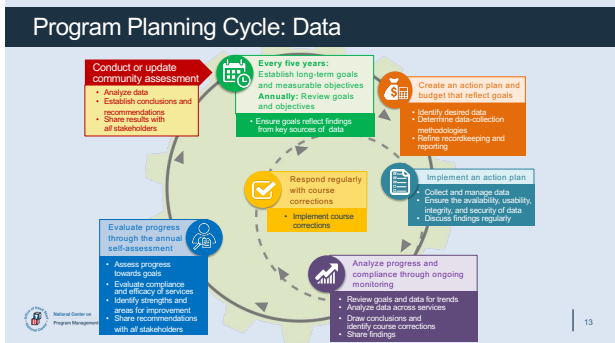 Program Planning Cycle: Data
Conduct or update
community assessment
• Analyze data
• Establish conclusions and
recommendations
• Share results with
all stakeholders
Every five years:
Establish long-term goals
and measurable objectives
Annually: Review goals
and objectives
• Ensure goals reflect findings
from key sources of data
Create an action plan and
budget that reflect goals
• Identify desired data
• Determine data-collection
methodologies
• Refine recordkeeping and
reporting
Respond regularly
with course
corrections
• Implement course
corrections
Implement an action plan
• Collect and manage data
• Ensure the availability, usability,
integrity, and security of data
• Discuss findings regularly
Evaluate progress
through the annual
self-assessment
• Assess progress
towards goals
• Evaluate compliance
and efficacy of services
• Identify strengths and
areas for improvement
• Share recommendations
with all stakeholders
Analyze progress and
compliance through ongoing
monitoring
• Review goals and data for trends
• Analyze data across services
• Draw conclusions and
identify course corrections
• Share findings
National Center on
Program Management
13